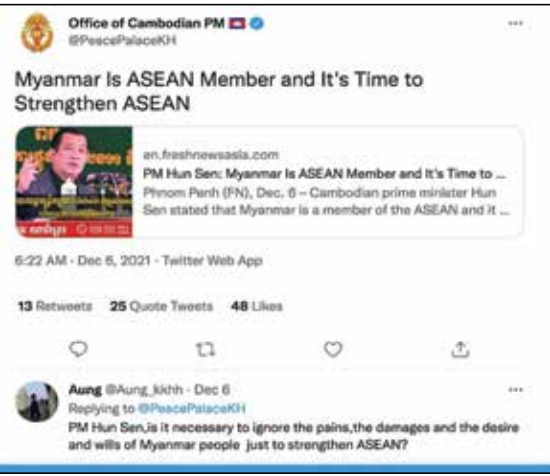 Office of Cambodian PM
@PeacePalaceKH
Myanmar Is ASEAN Member and It's Time to
Strengthen ASEAN
en.freshnewsasia.com
PM Hun Sen: Myanmar Is ASEAN Member and It's Time to ...
Phnom Penh (FN), Dec. 6 – Cambodian prime minister Hun
Sen stated that Myanmar is a member of the ASEAN and it ...
6:22 AM · Dec 6, 2021 · Twitter Web App
13 Retweets 25 Quote Tweets 48 Likes
Aung @Aung_kkhh · Dec 6
Replying to @PeacePalaceKH
PM Hun Sen,is it necessary to ignore the pains,the damages and the desire
and wills of Myanmar people just to strengthen ASEAN?